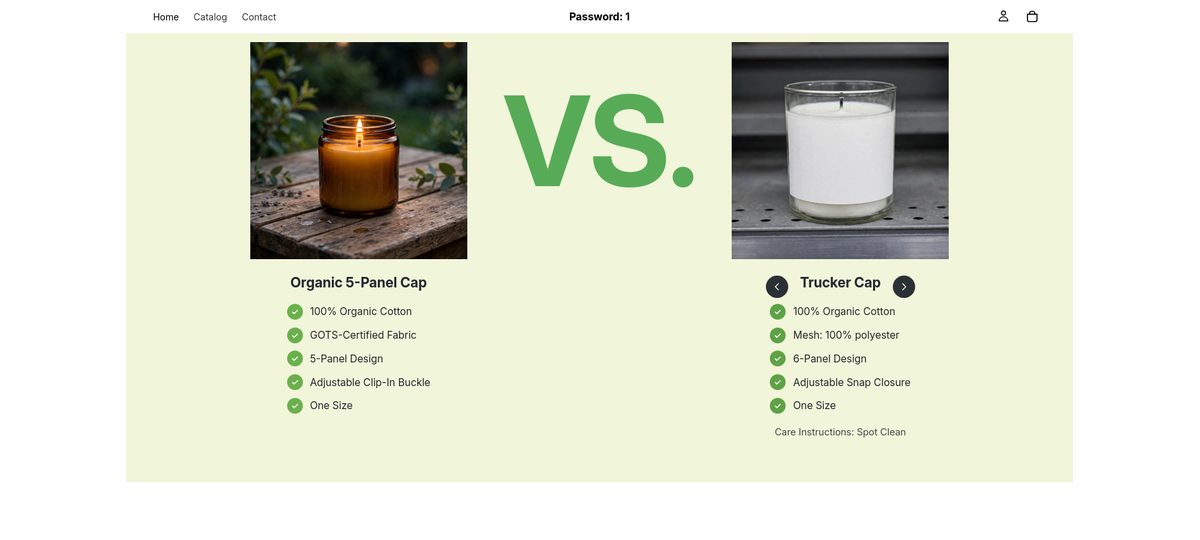 Home Catalog Contact Password: 1
VS.
Organic 5-Panel Cap
100% Organic Cotton
GOTS-Certified Fabric
5-Panel Design
Adjustable Clip-In Buckle
One Size
Trucker Cap
100% Organic Cotton
Mesh: 100% polyester
6-Panel Design
Adjustable Snap Closure
One Size
Care Instructions: Spot Clean